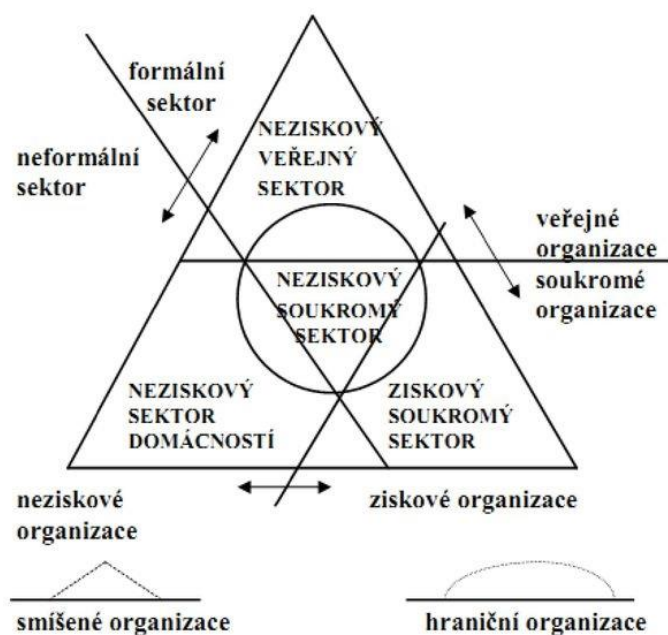 formální
sektor
neformální
sektor
NEZISKOVÝ
VEŘEJNÝ
SEKTOR
veřejné
organizace
soukromé
organizace
NEZISKOVÝ
SOUKROMÝ
SEKTOR
NEZISKOVÝ
SEKTOR
DOMÁCNOSTÍ
ZISKOVÝ
SOUKROMÝ
SEKTOR
neziskové
organizace
ziskové organizace
smíšené organizace
hraniční organizace